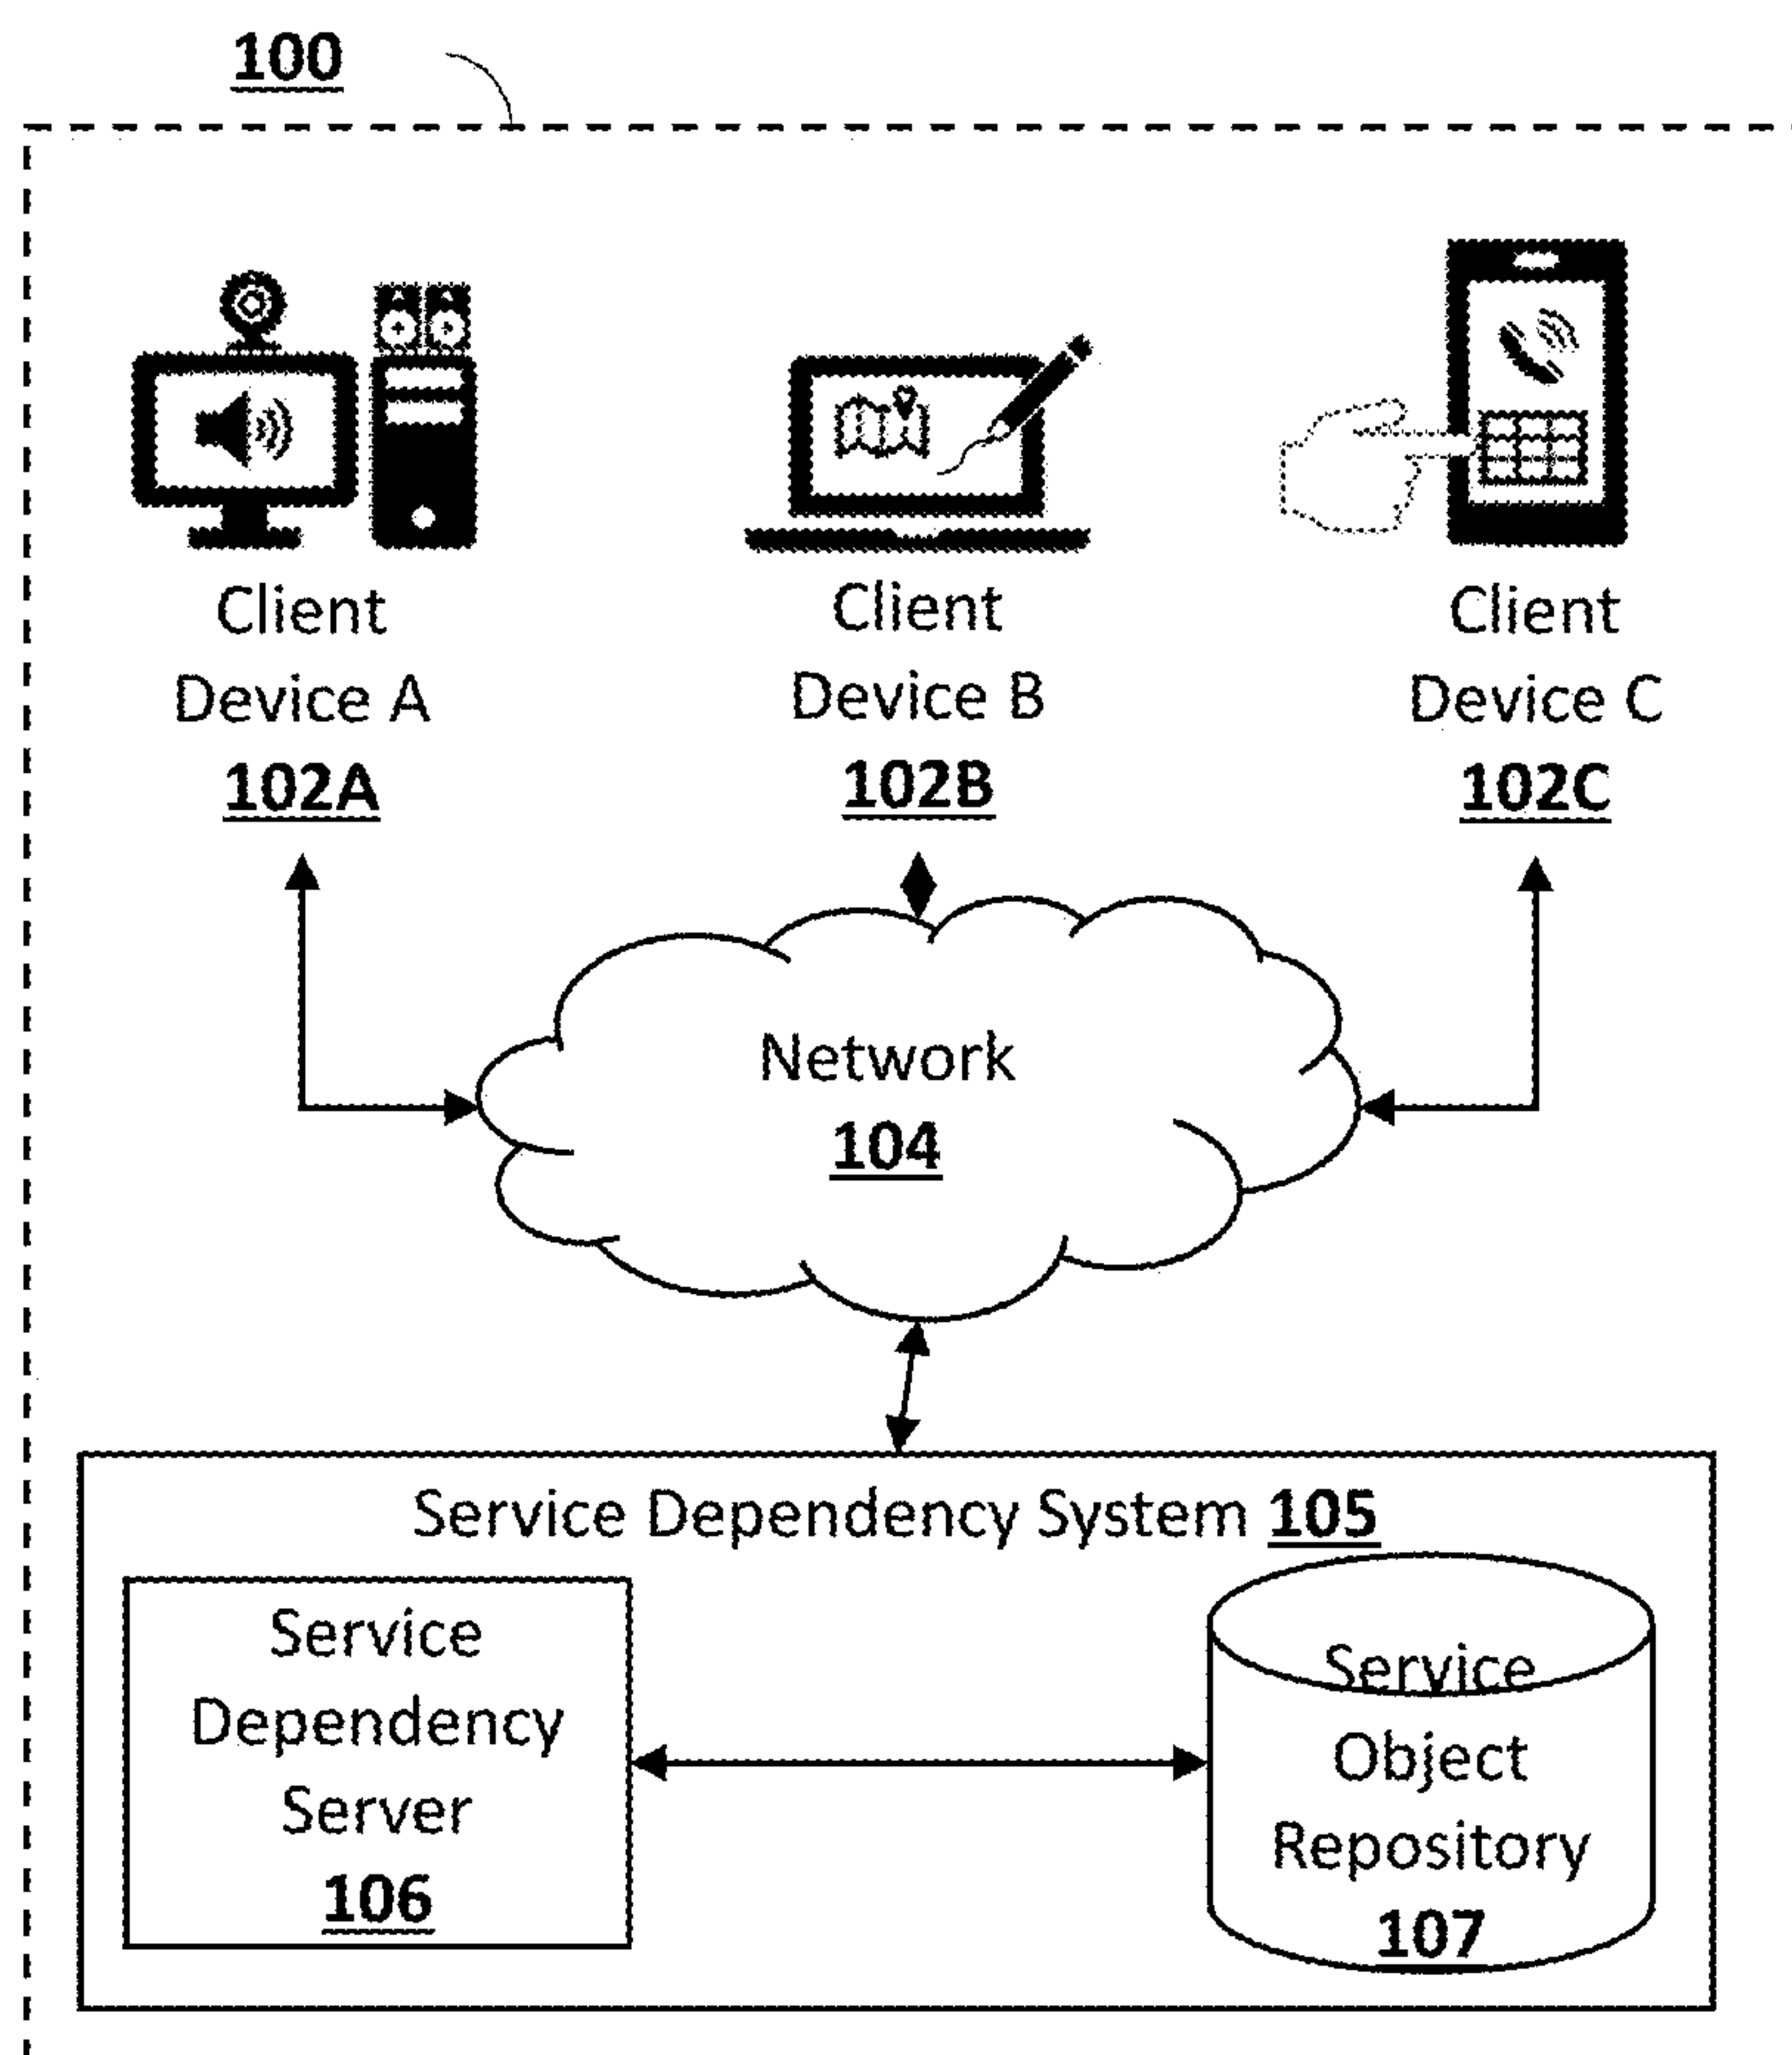 100
Client
Device A
102A
Client
Device B
102B
Client
Device C
102C
Network
104
Service Dependency System 105
Service
Dependency
Server
106
Service
Object
Repository
107